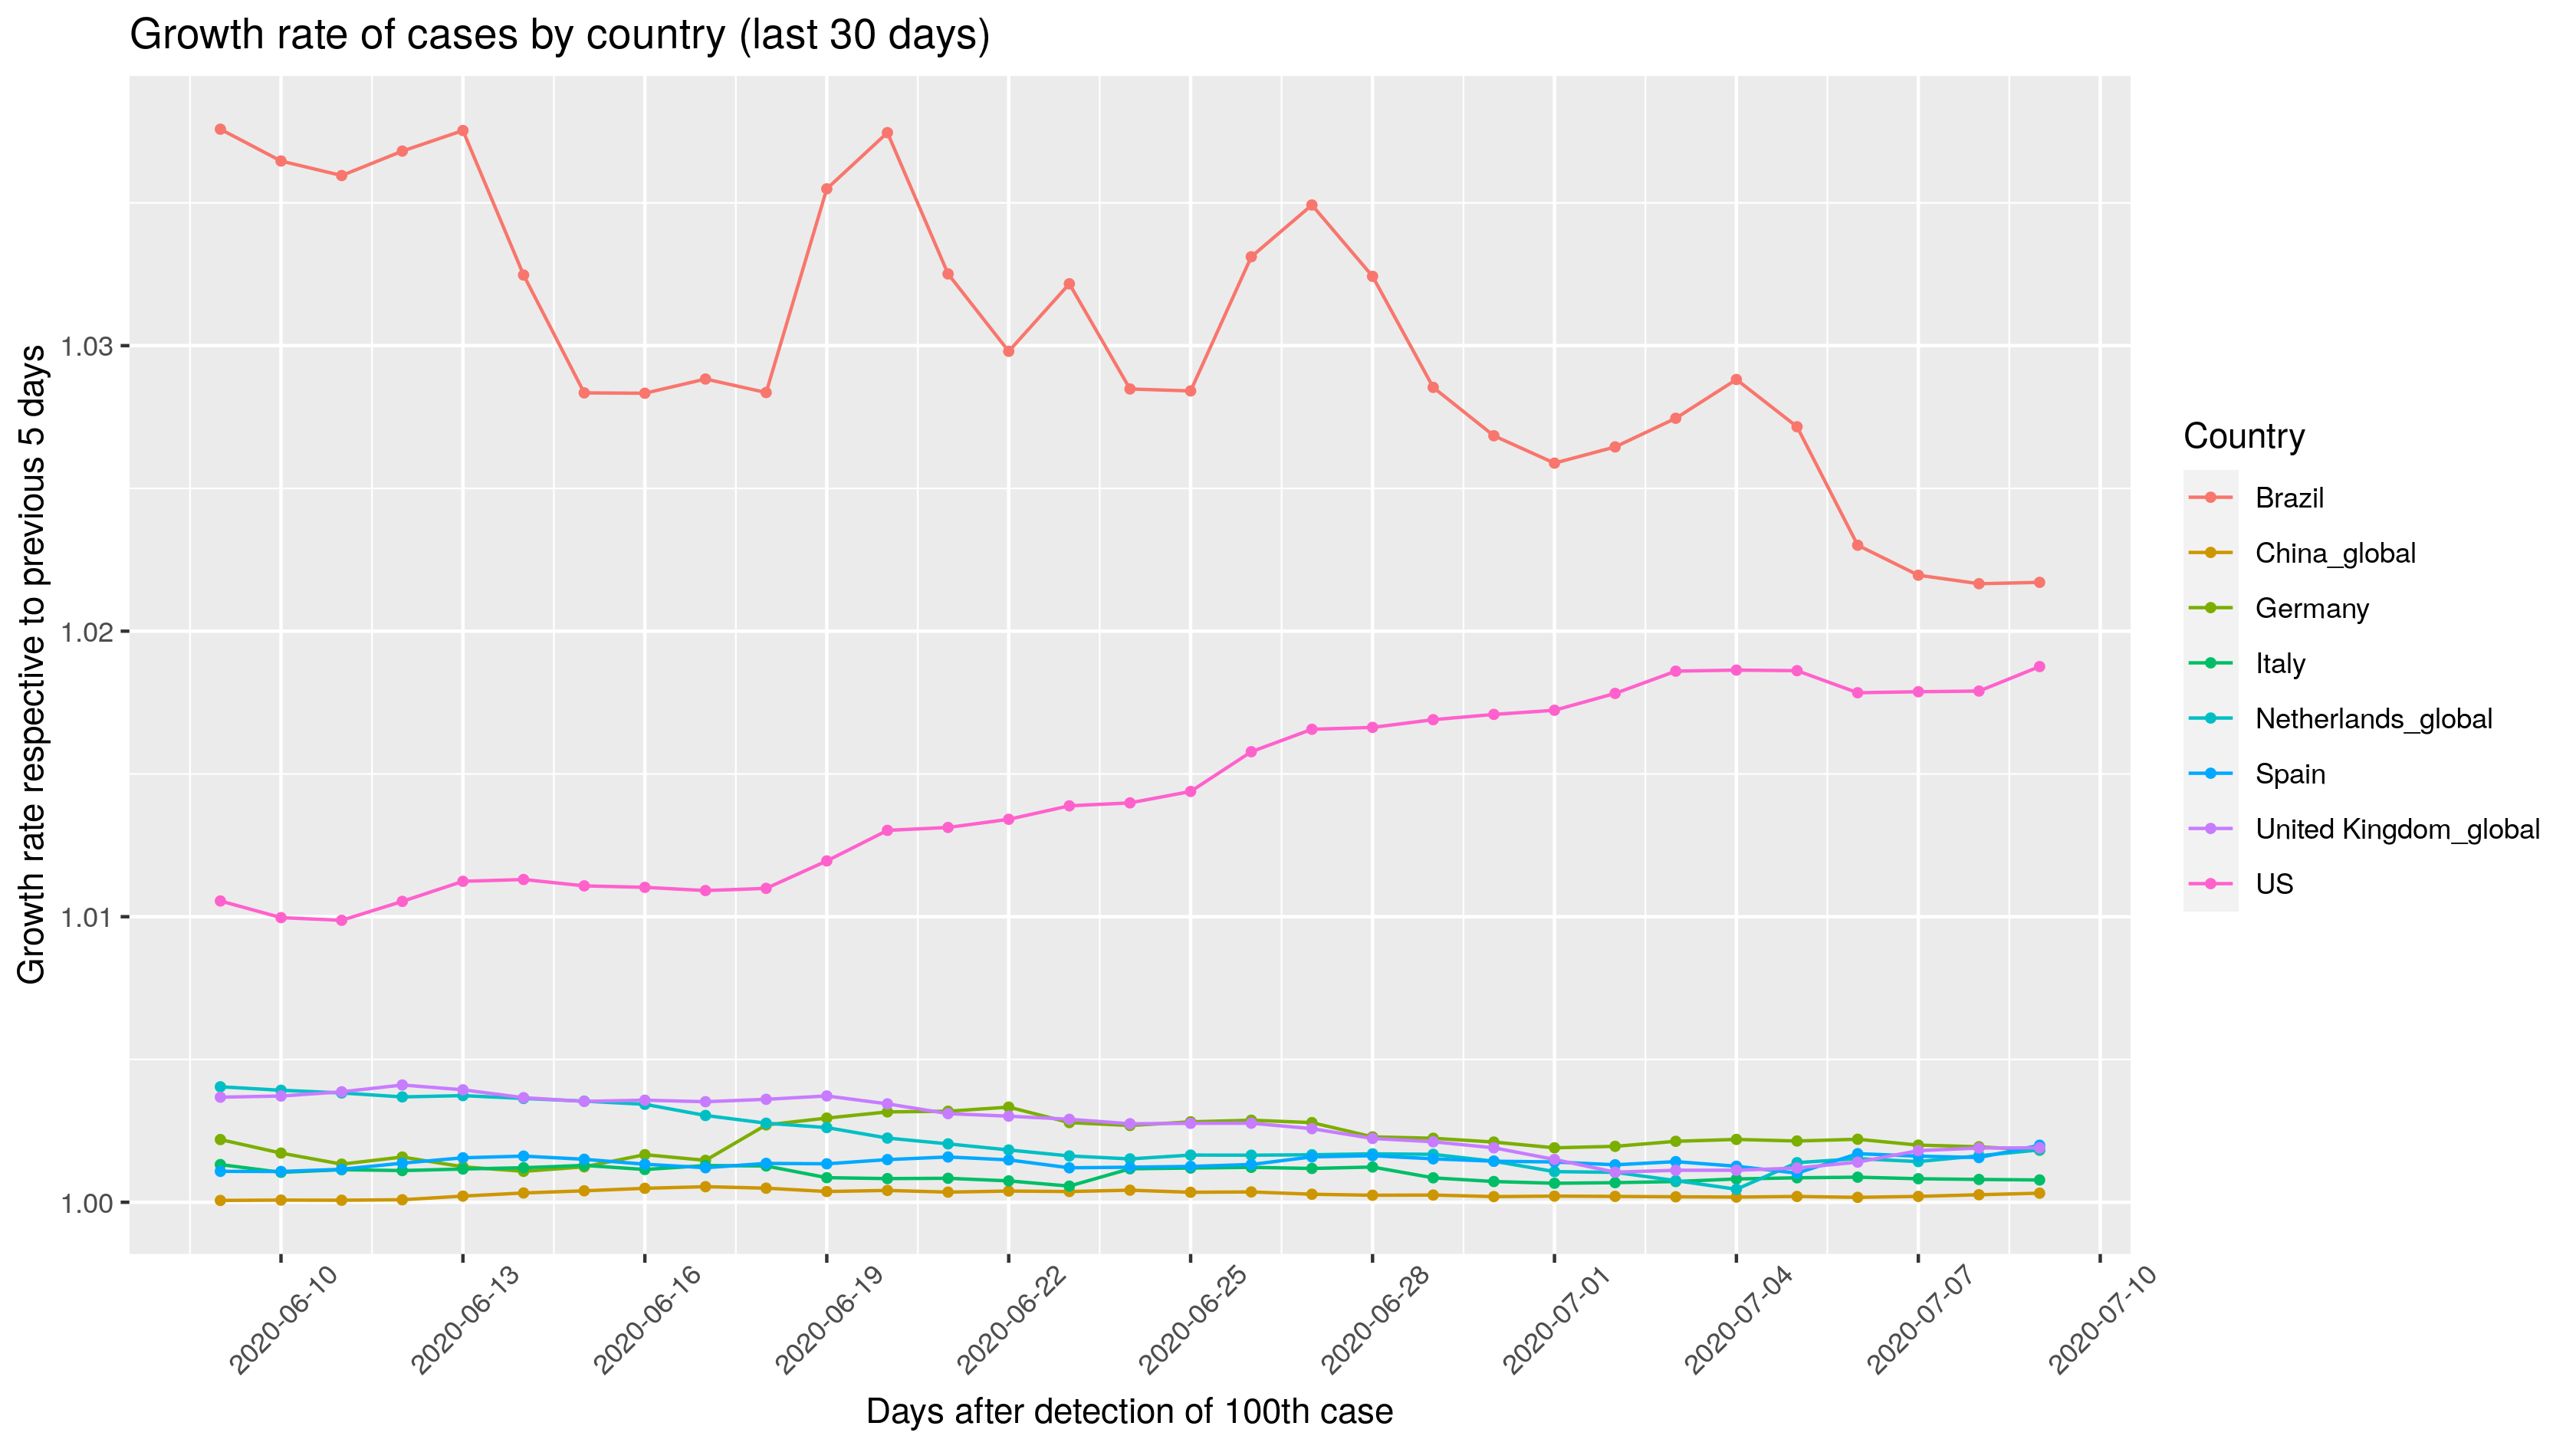 Growth rate of cases by country (last 30 days)
Growth rate respective to previous 5 days
1.03
1.02
1.01
1.00
2020-06-10
2020-06-13
2020-06-16
2020-06-19
2020-06-22
2020-06-25
2020-06-28
2020-07-01
2020-07-04
2020-07-07
2020-07-10
Days after detection of 100th case
Country
Brazil
China_global
Germany
Italy
Netherlands_global
Spain
United Kingdom_global
US